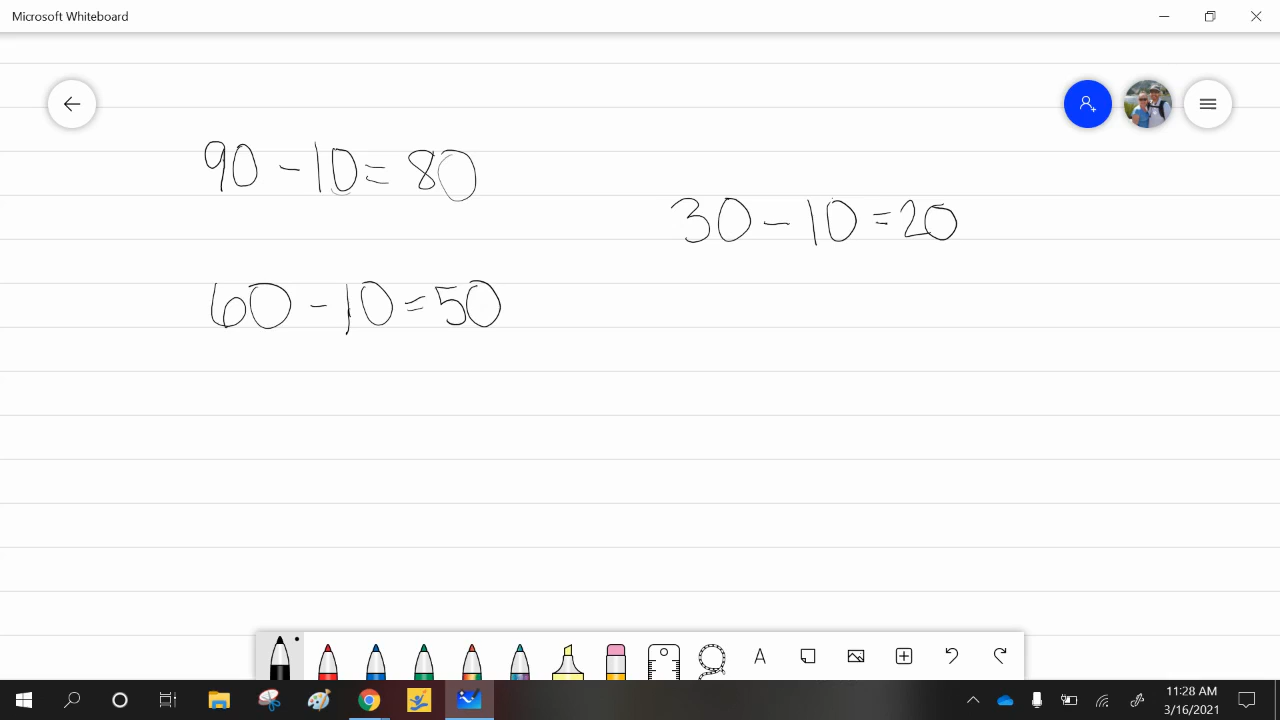 Microsoft Whiteboard
90 - 10 = 80
30 - 10 = 20
60 - 10 = 50
A
11:28 AM
3/16/2021